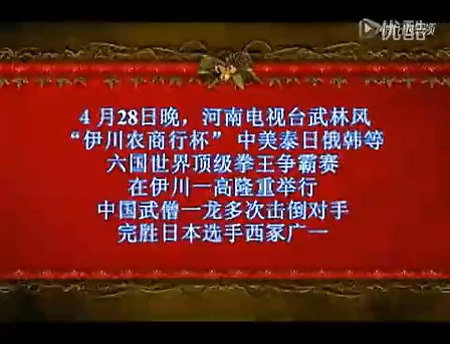 优酷
4月28日晚，河南电视台武林风
“伊川农商行杯”中美泰日俄韩等
六国世界顶级拳王争霸赛
在伊川一高隆重举行
中国武僧一龙多次击倒对手
完胜日本选手西冢广一